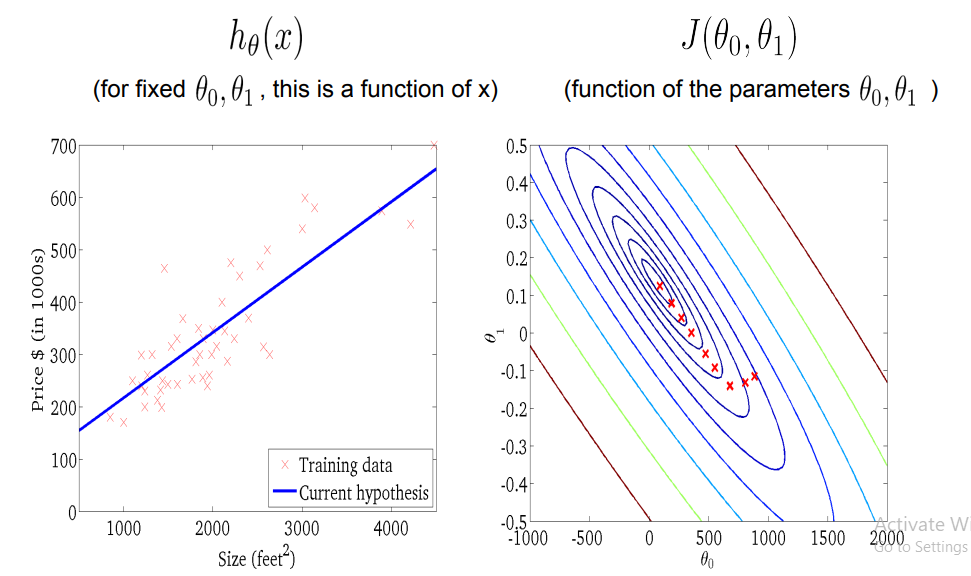 hθ(x)
(for fixed θ0, θ1 , this is a function of x)
700
600
500
400
300
200
100
0
Price $ (in 1000s)
1000 2000 3000 4000
Size (feet²)
Training data
Current hypothesis
J(θ0, θ1)
(function of the parameters θ0, θ1 )
0.5
0.4
0.3
0.2
0.1
0
-0.1
-0.2
-0.3
-0.4
-0.5
θ1
-1000 -500 0 500 1000 1500 2000
θ0
Activate Wi
Go to Settings